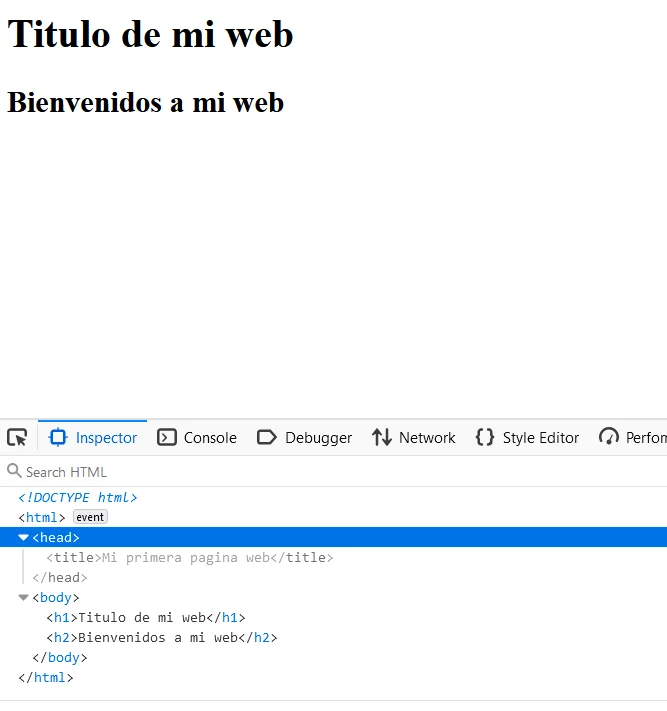 Titulo de mi web
Bienvenidos a mi web
Inspector Console Debugger Network Style Editor Perfor
Search HTML
<!DOCTYPE html>
<html> event
<head>
<title>Mi primera pagina web</title>
</head>
<body>
<h1>Titulo de mi web</h1>
<h2>Bienvenidos a mi web</h2>
</body>
</html>